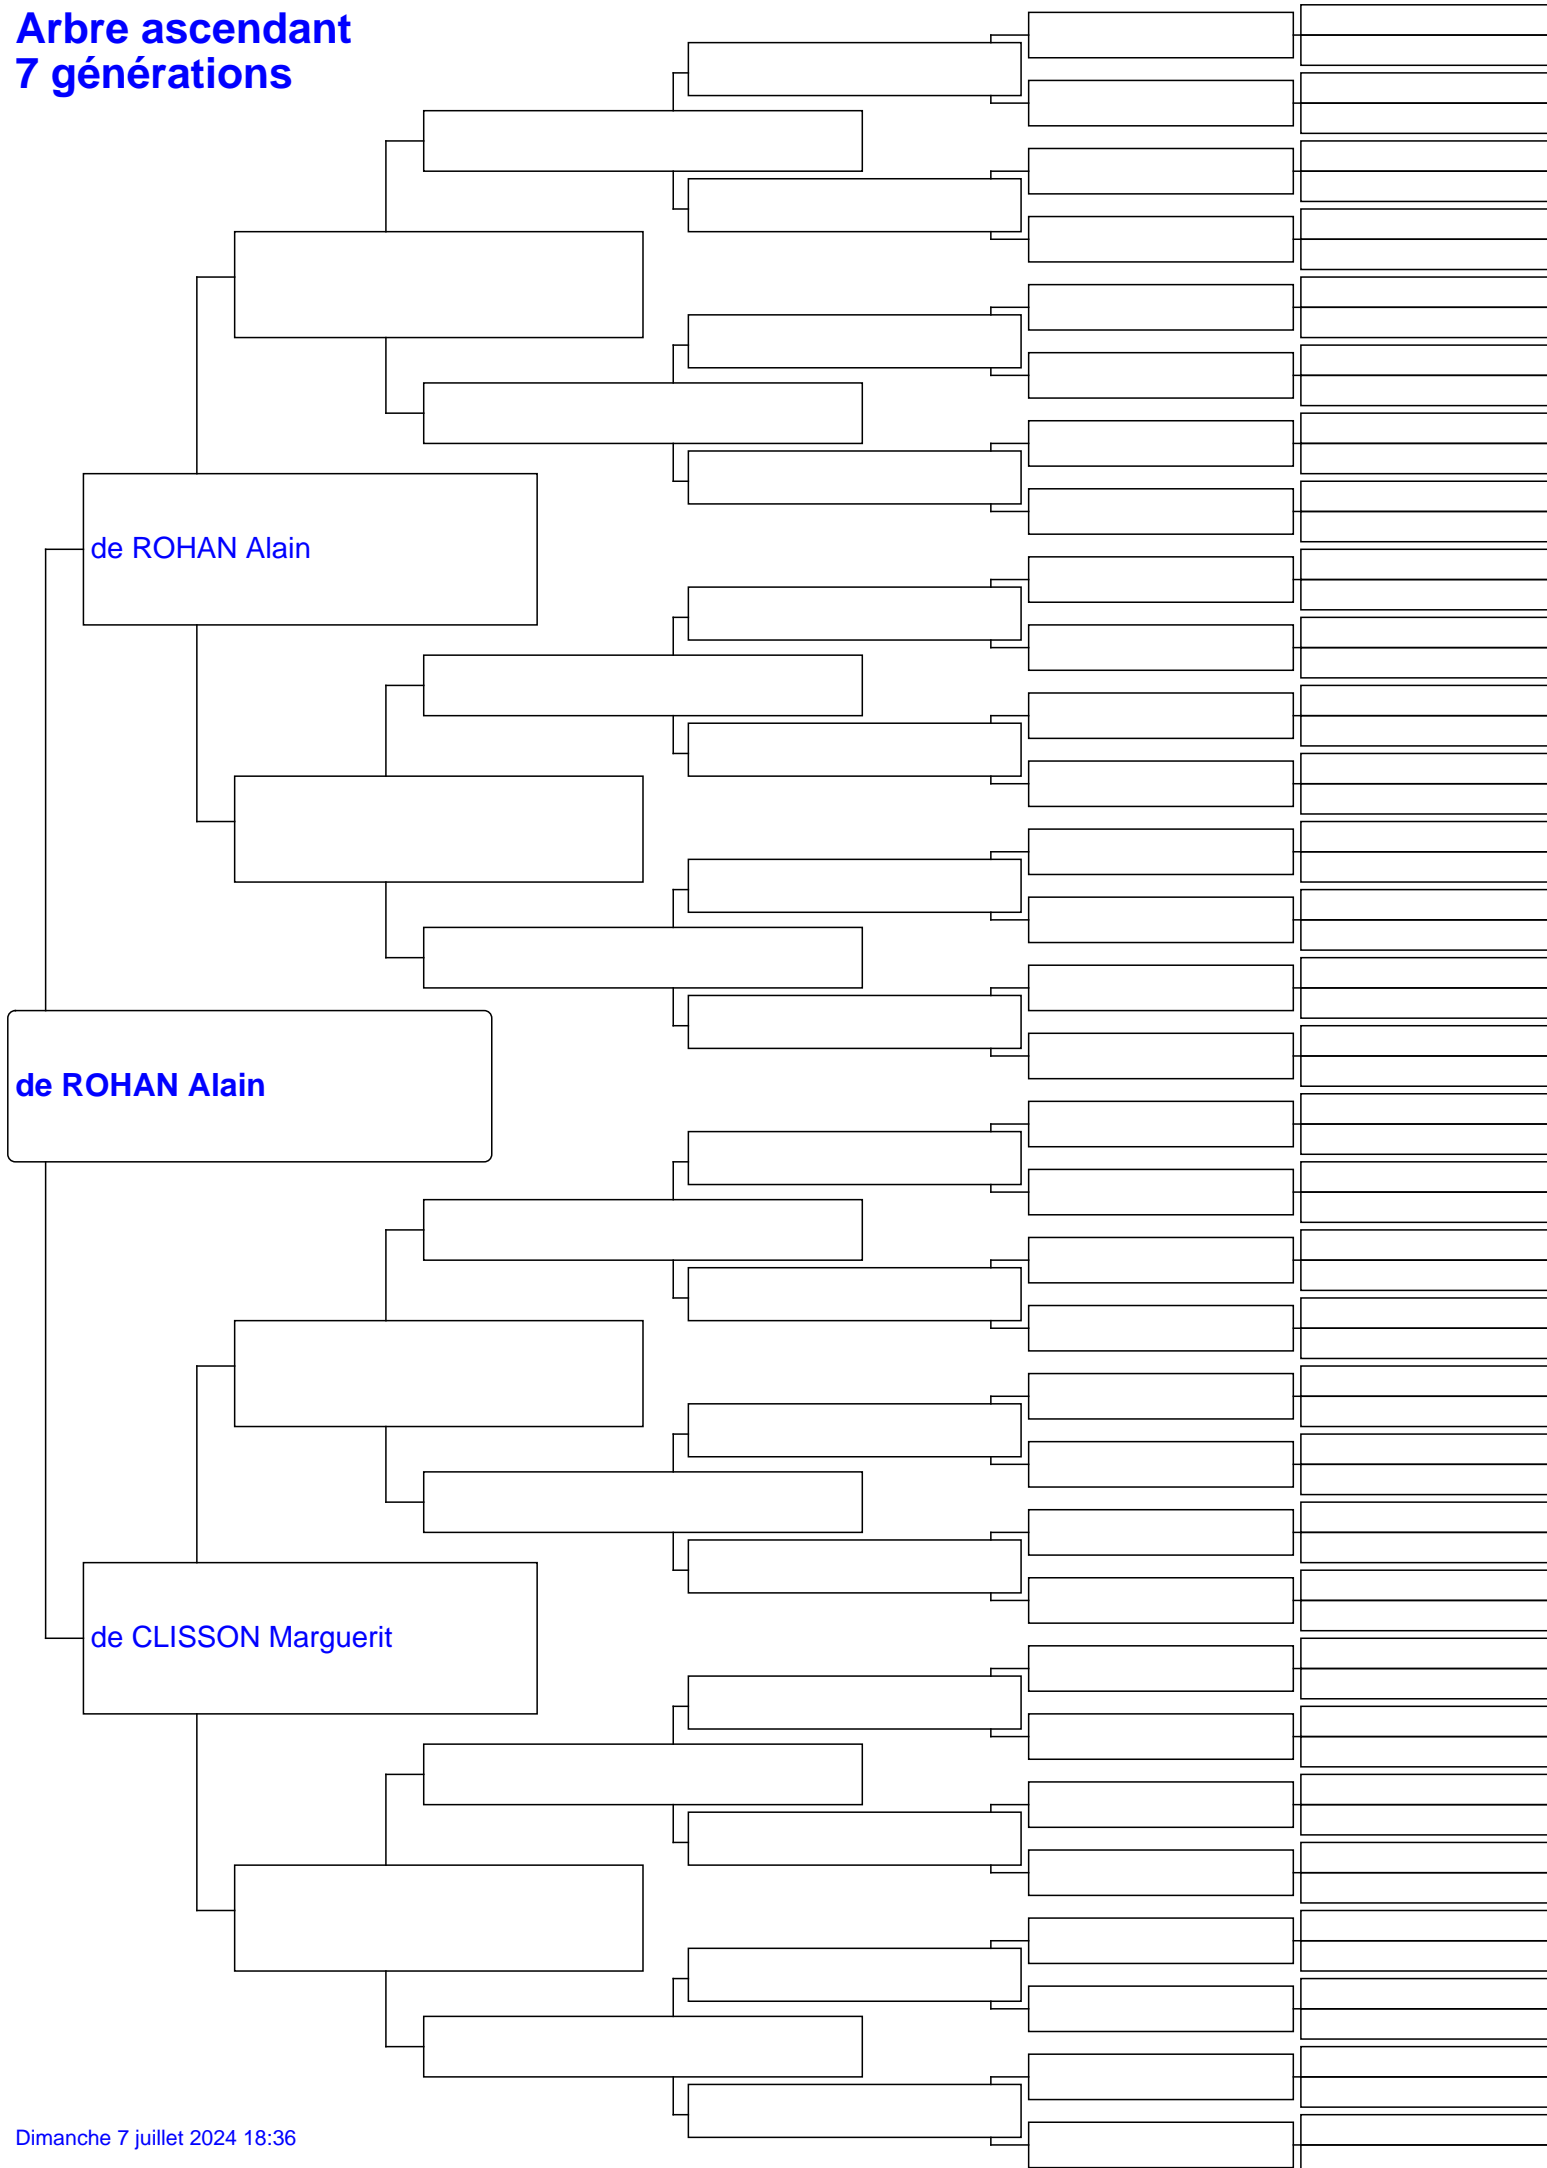 Arbre ascendant
7 générations
de ROHAN Alain
de ROHAN Alain
de CLISSON Marguerit
Dimanche 7 juillet 2024 18:36